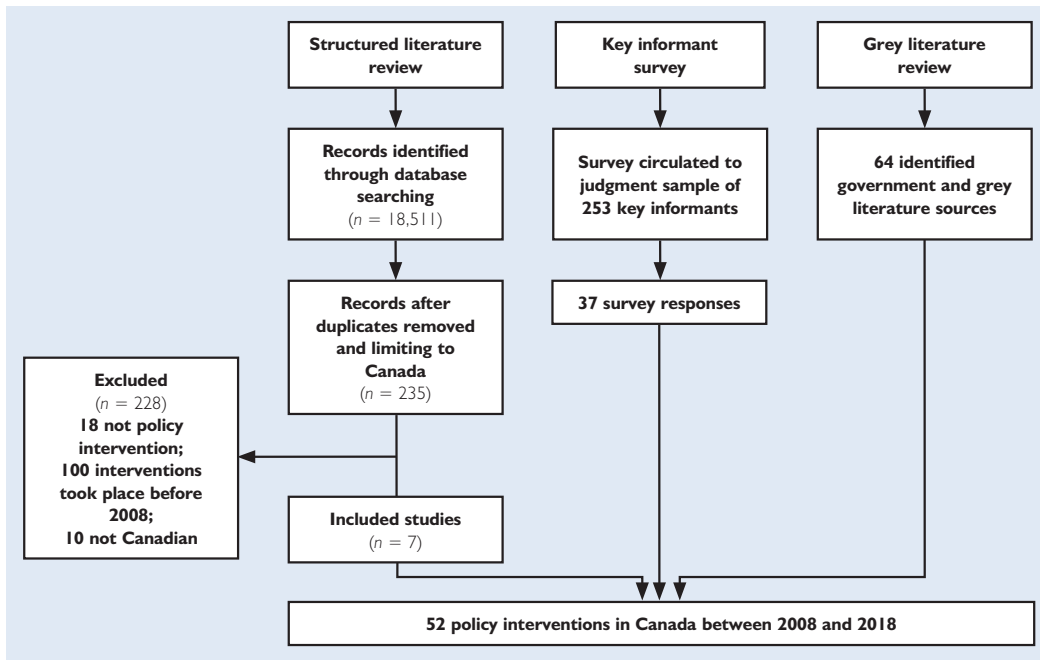 Structured literature
review
Records identified
through database
searching
(n = 18,511)
Records after
duplicates removed
and limiting to
Canada
(n = 235)
Excluded
(n = 228)
18 not policy
intervention;
100 interventions
took place before
2008;
10 not Canadian
Included studies
(n = 7)
Key informant
survey
Survey circulated to
judgment sample of
253 key informants
37 survey responses
Grey literature
review
64 identified
government and grey
literature sources
52 policy interventions in Canada between 2008 and 2018